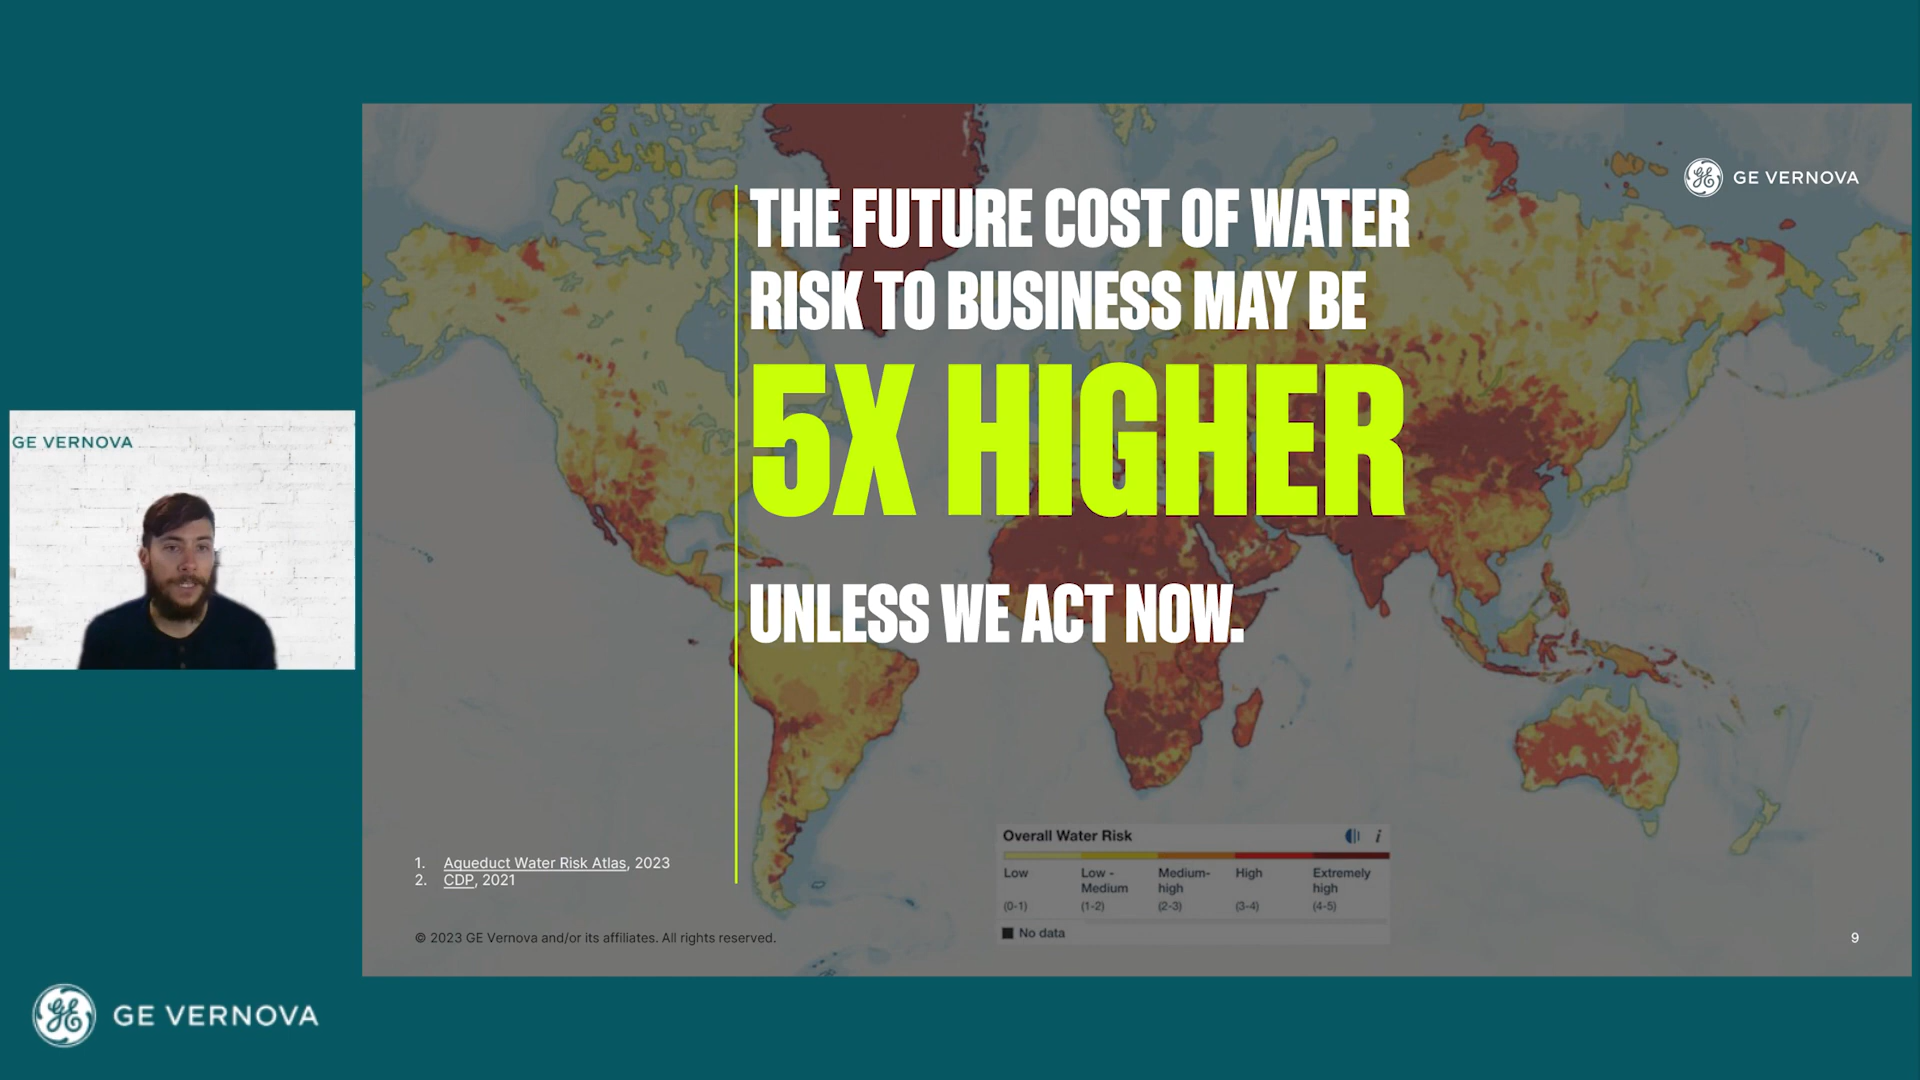 GE VERNOVA
THE FUTURE COST OF WATER
RISK TO BUSINESS MAY BE
5X HIGHER
UNLESS WE ACT NOW.
GE VERNOVA
1. Aqueduct Water Risk Atlas, 2023
2. CDP, 2021
Overall Water Risk i
Low
(0-1)
Low -
Medium
(1-2)
Medium-
high
(2-3)
High
(3-4)
Extremely
high
(4-5)
No data
© 2023 GE Vernova and/or its affiliates. All rights reserved.
9
GE VERNOVA